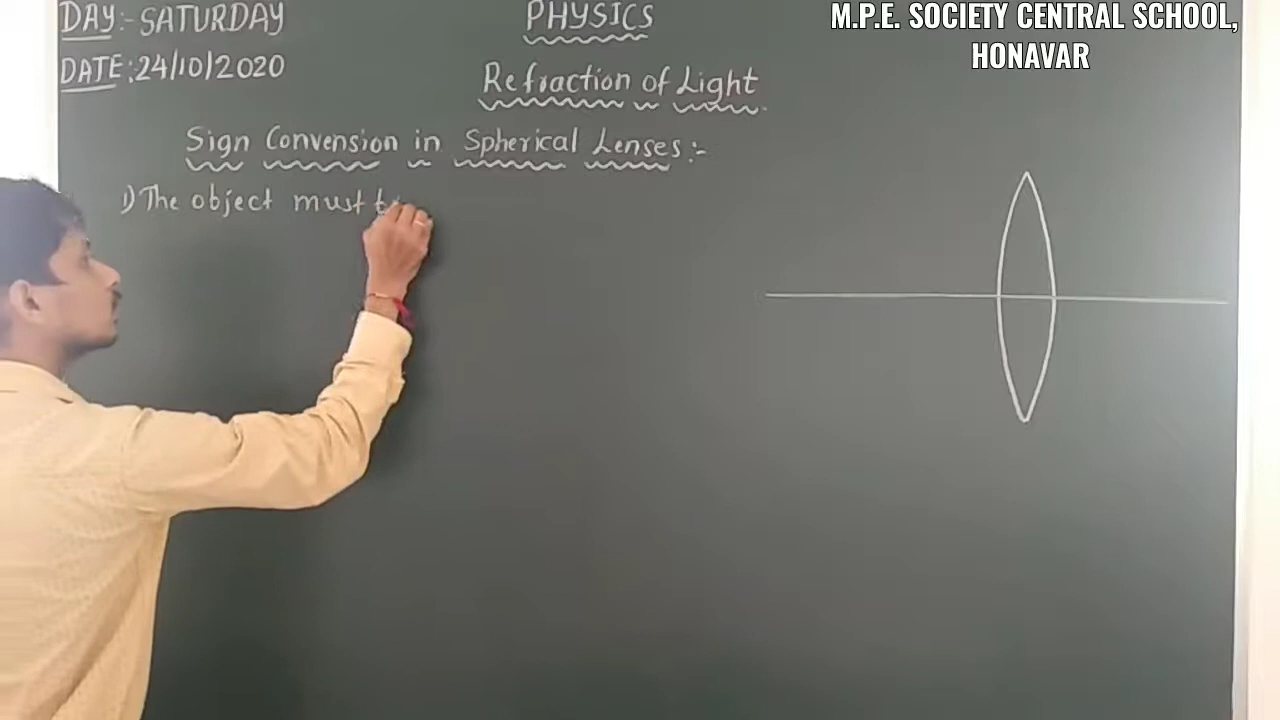 DAY:- SATURDAY
DATE:24/10/2020
PHYSICS
M.P.E. SOCIETY CENTRAL SCHOOL,
HONAVAR
Refraction of Light
Sign Convension in Spherical Lenses:-
1) The object must